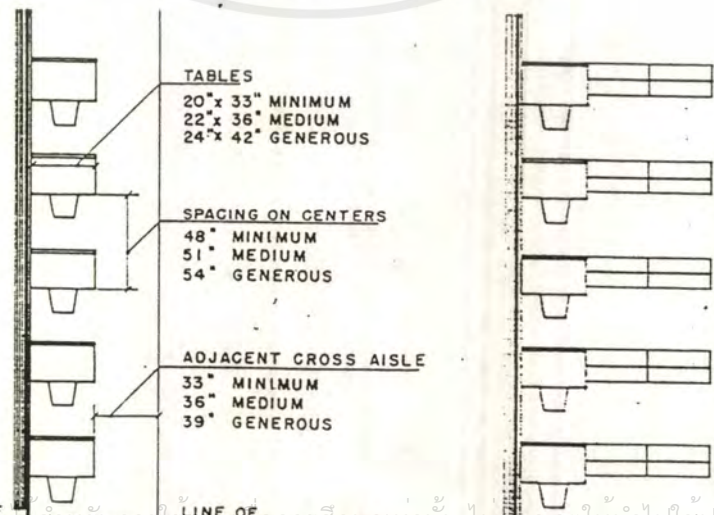 TABLES
20"x 33" MINIMUM
22"x 36" MEDIUM
24"x 42" GENEROUS
SPACING ON CENTERS
48" MINIMUM
51" MEDIUM
54" GENEROUS
ADJACENT CROSS AISLE
33" MINIMUM
36" MEDIUM
39" GENEROUS
LINE OF